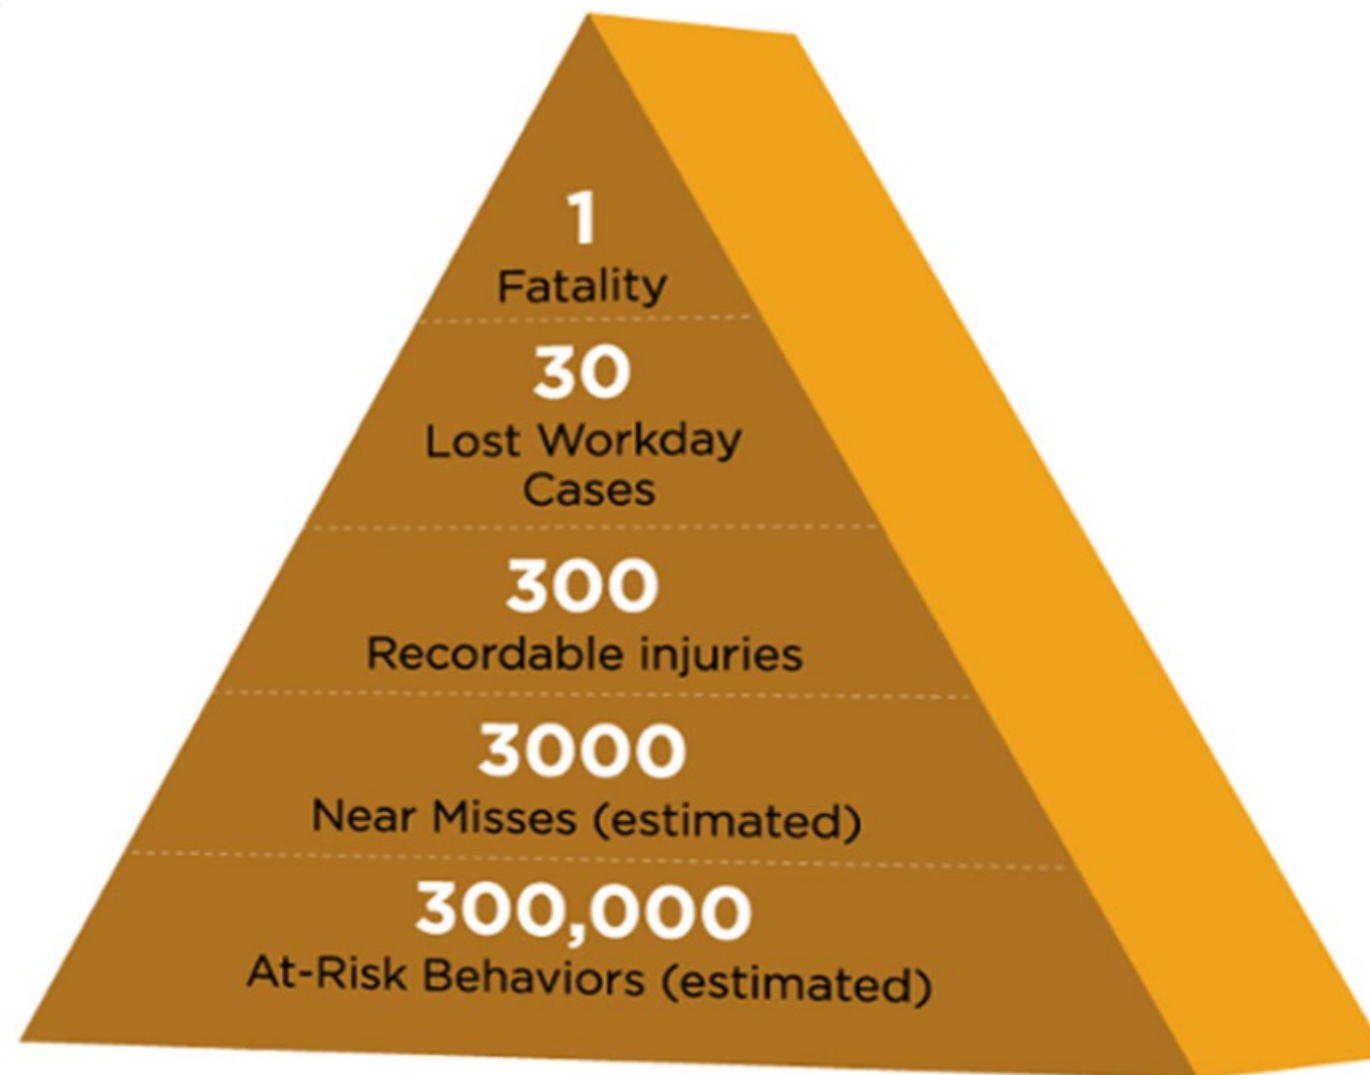 1
Fatality
30
Lost Workday
Cases
300
Recordable injuries
3000
Near Misses (estimated)
300,000
At-Risk Behaviors (estimated)